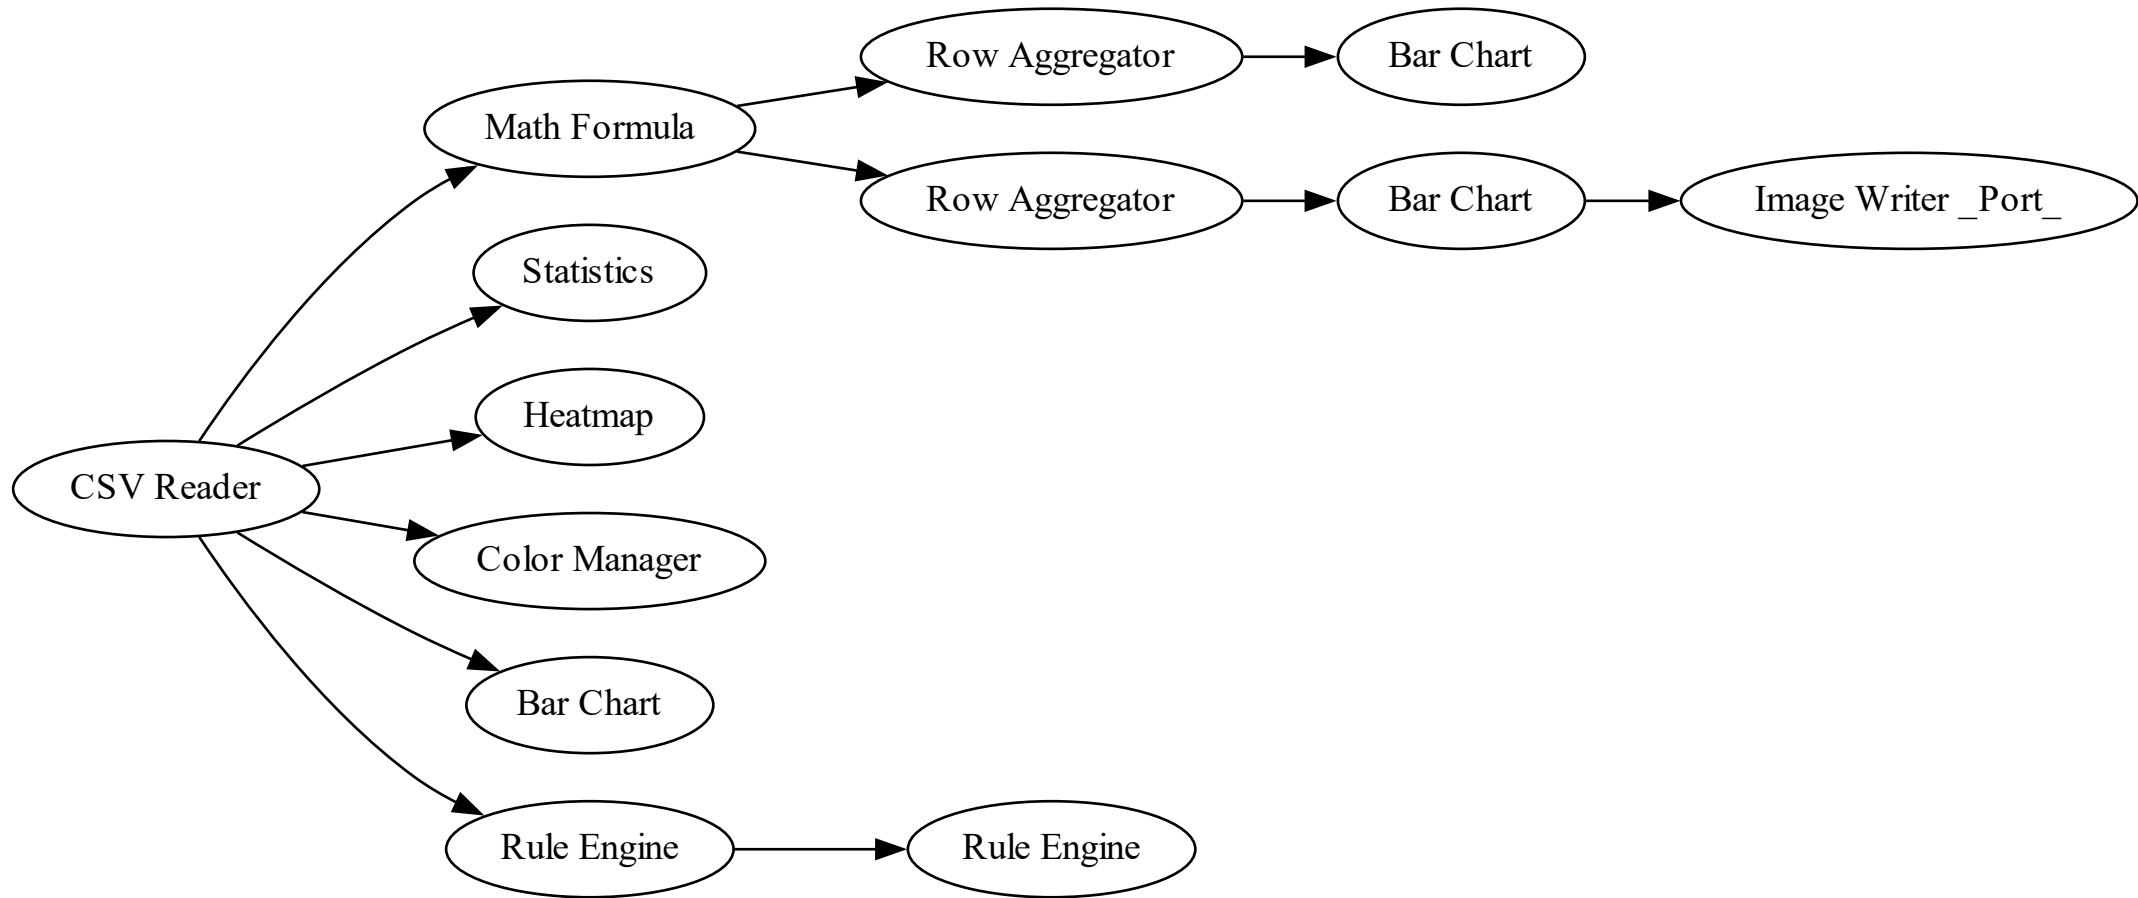 Row Aggregator
Bar Chart
Math Formula
Row Aggregator
Bar Chart
Image Writer _Port_
Statistics
Heatmap
CSV Reader
Color Manager
Bar Chart
Rule Engine
Rule Engine